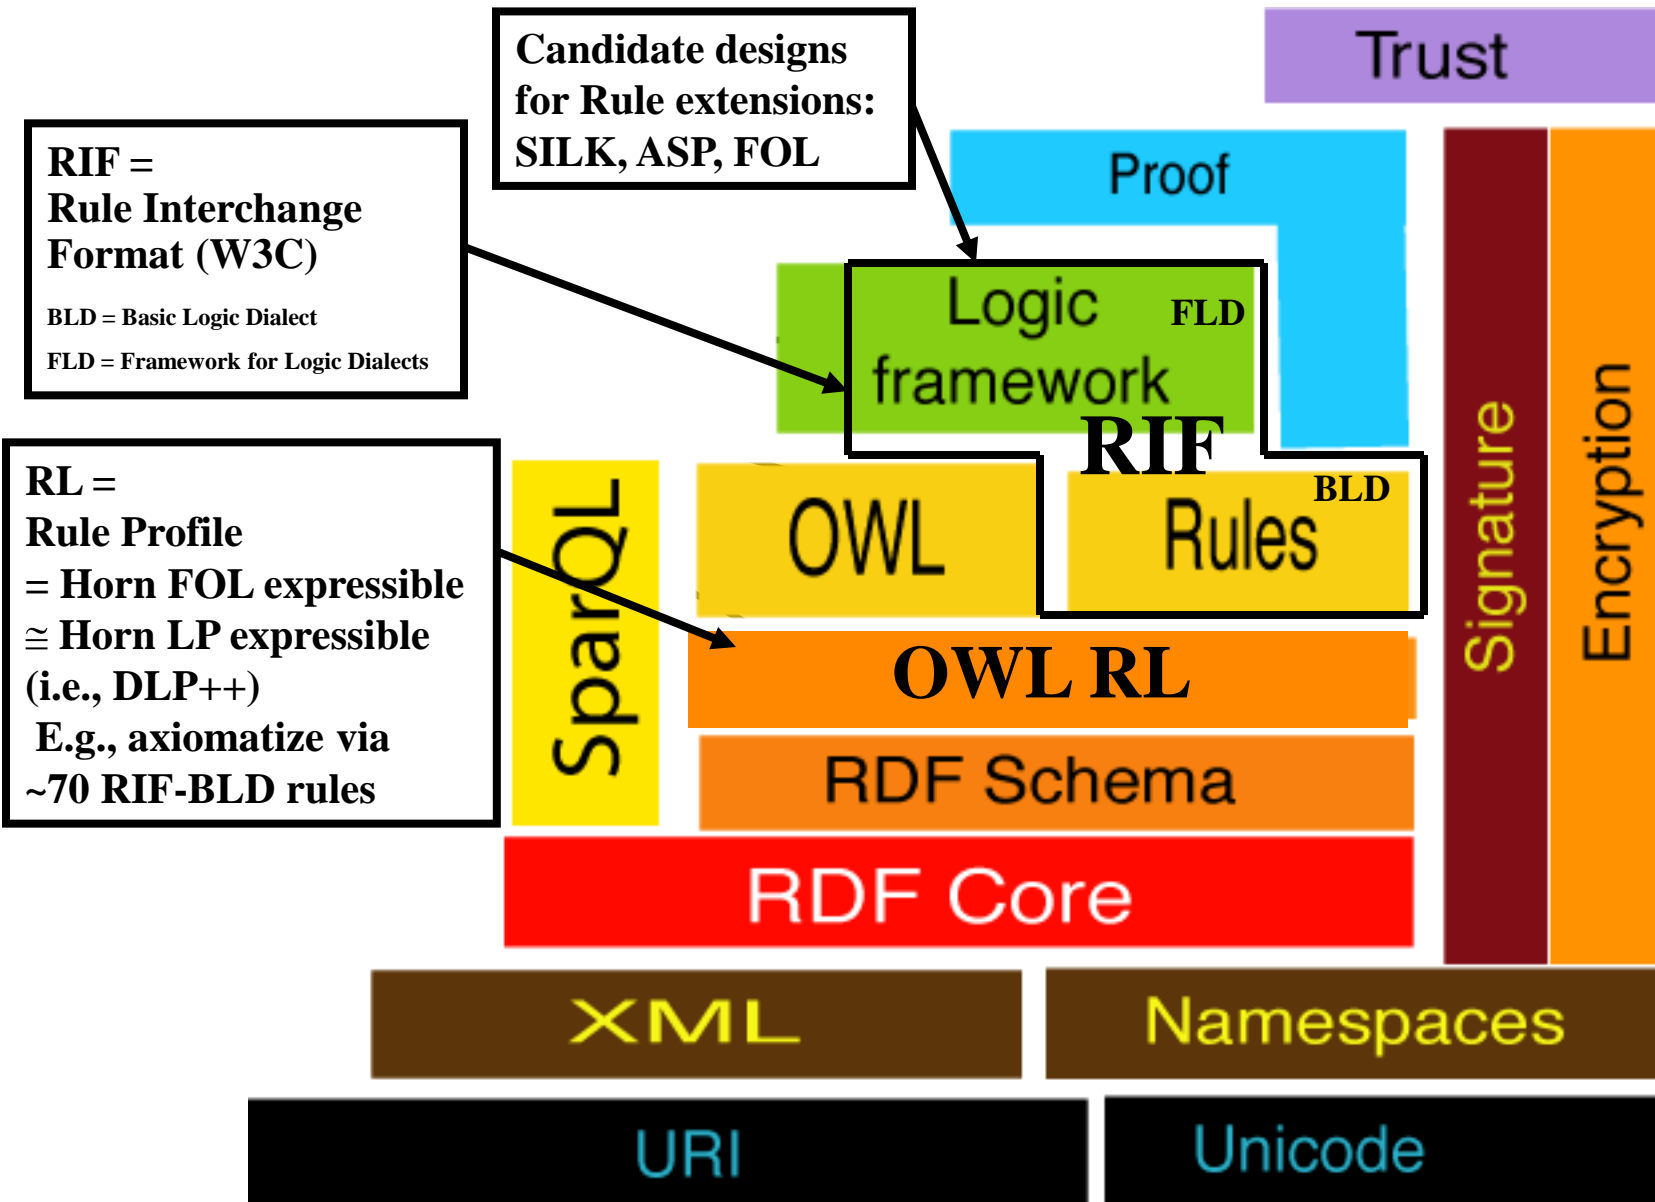 Candidate designs
for Rule extensions:
SILK, ASP, FOL
Trust
RIF =
Rule Interchange
Format (W3C)
BLD = Basic Logic Dialect
FLD = Framework for Logic Dialects
Proof
Logic
framework
FLD
RIF
BLD
RL =
Rule Profile
= Horn FOL expressible
≅ Horn LP expressible
(i.e., DLP++)
E.g., axiomatize via
~70 RIF-BLD rules
SparQL
OWL
Rules
Signature
Encryption
OWL RL
RDF Schema
RDF Core
XML
Namespaces
URI
Unicode